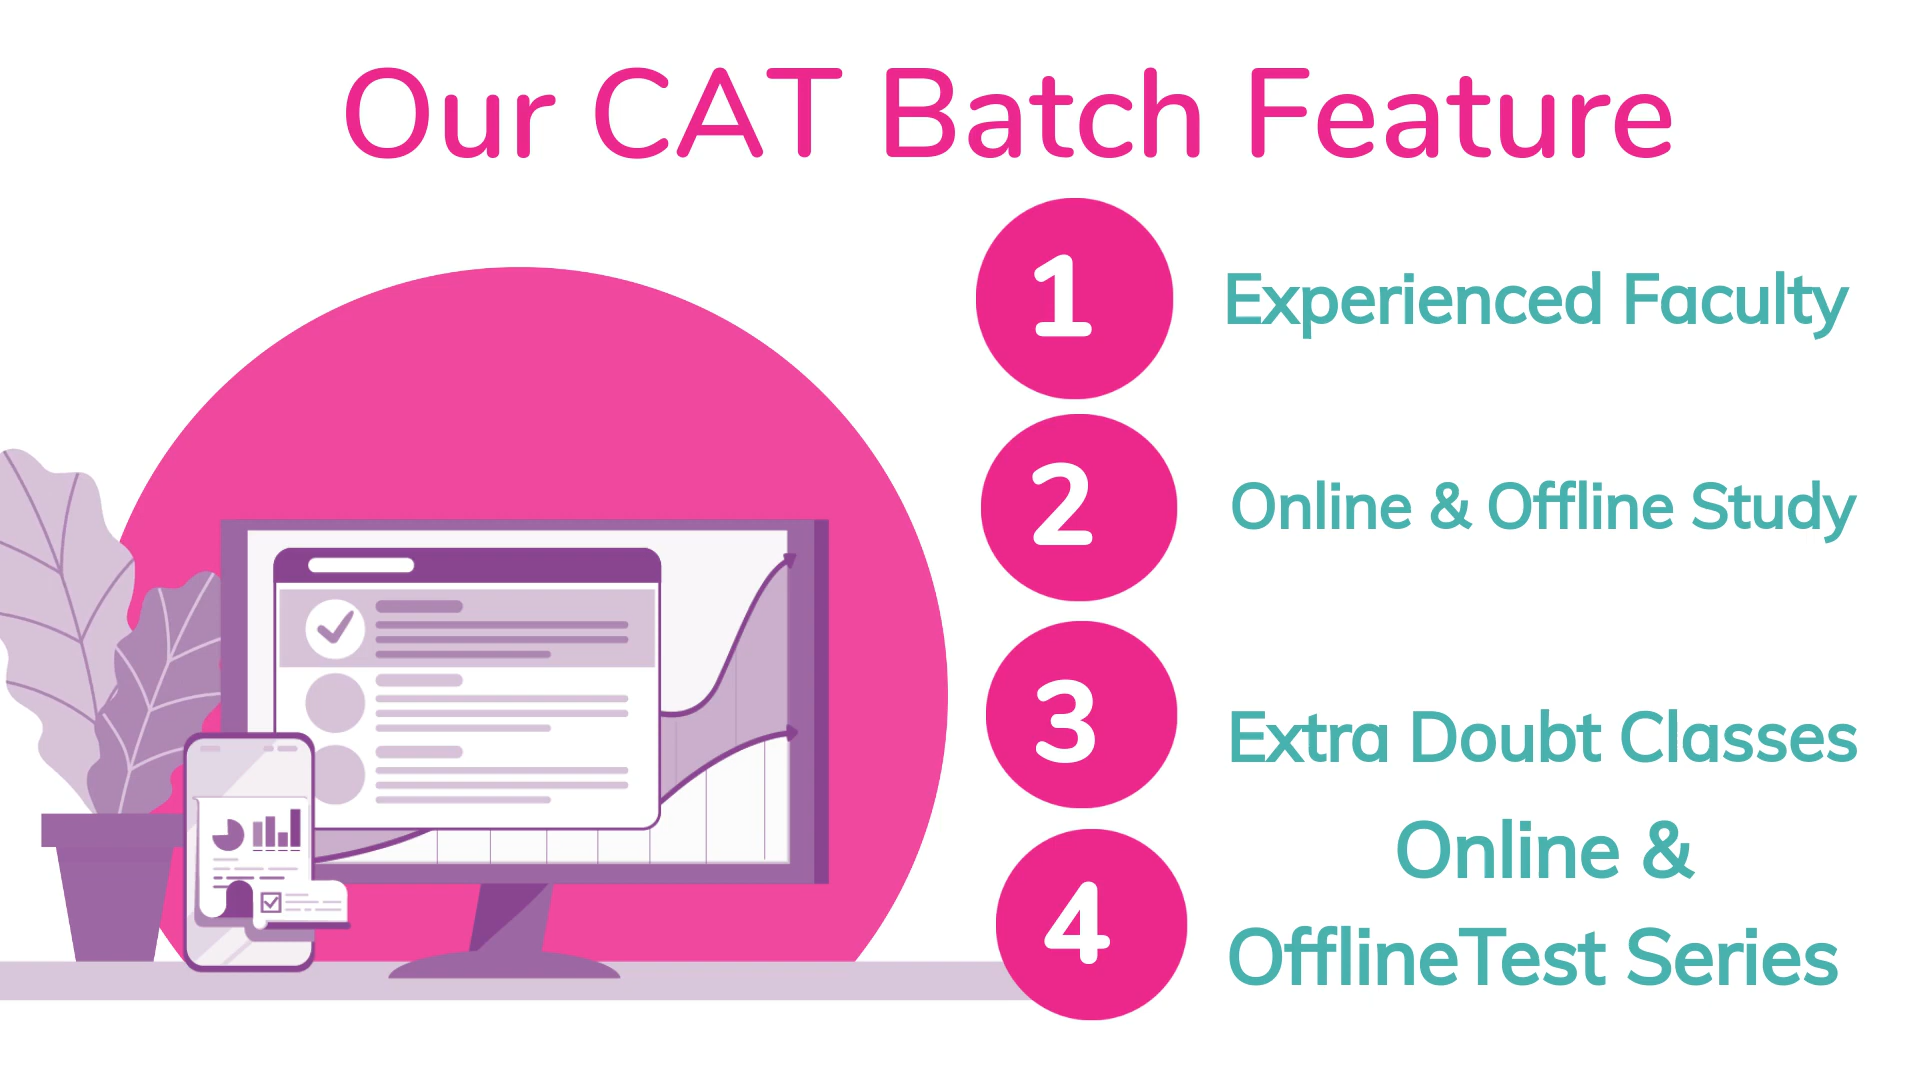 Our CAT Batch Feature
1
Experienced Faculty
2
Online & Offline Study
3
Extra Doubt Classes
4
Online &
OfflineTest Series